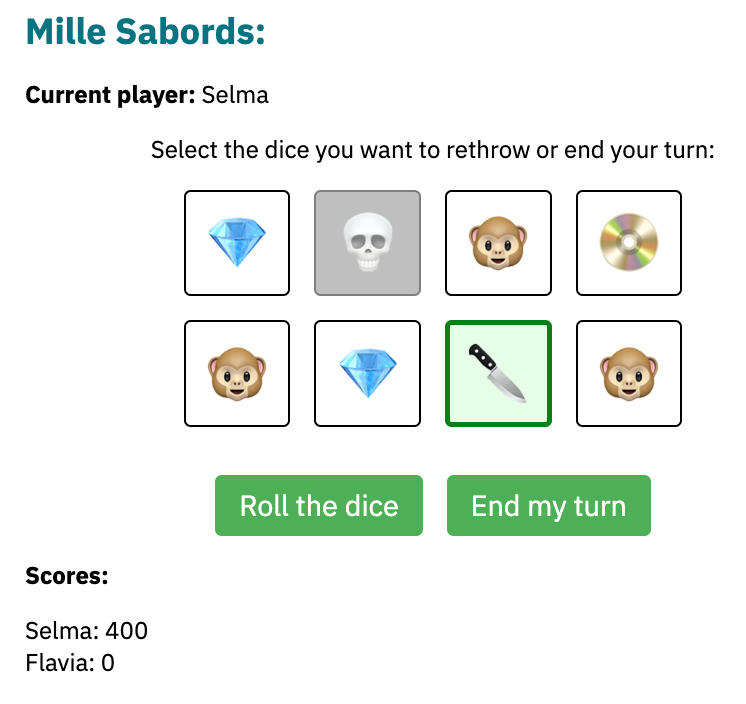 Mille Sabords:
Current player: Selma
Select the dice you want to rethrow or end your turn:
Roll the dice
End my turn
Scores:
Selma: 400
Flavia: 0